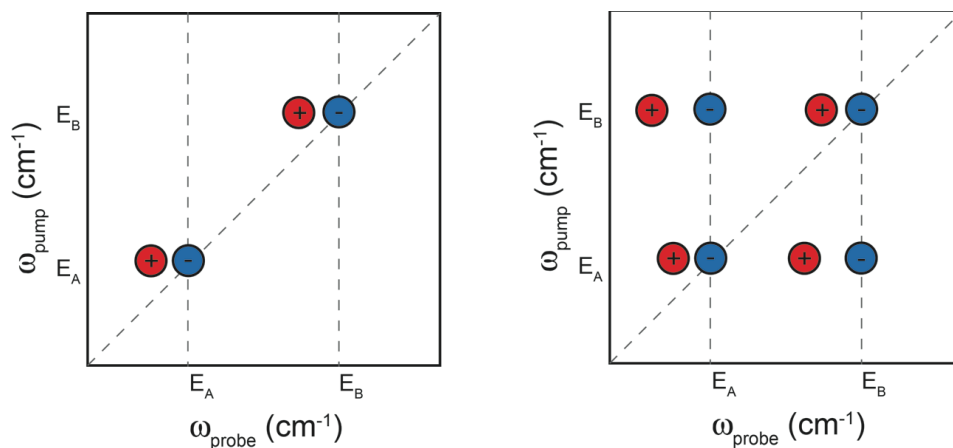 E_B
+ -
ω_pump (cm⁻¹)
E_A
+ -
E_A E_B
ω_probe (cm⁻¹)
E_B
+ - + -
ω_pump (cm⁻¹)
E_A
+ - + -
E_A E_B
ω_probe (cm⁻¹)